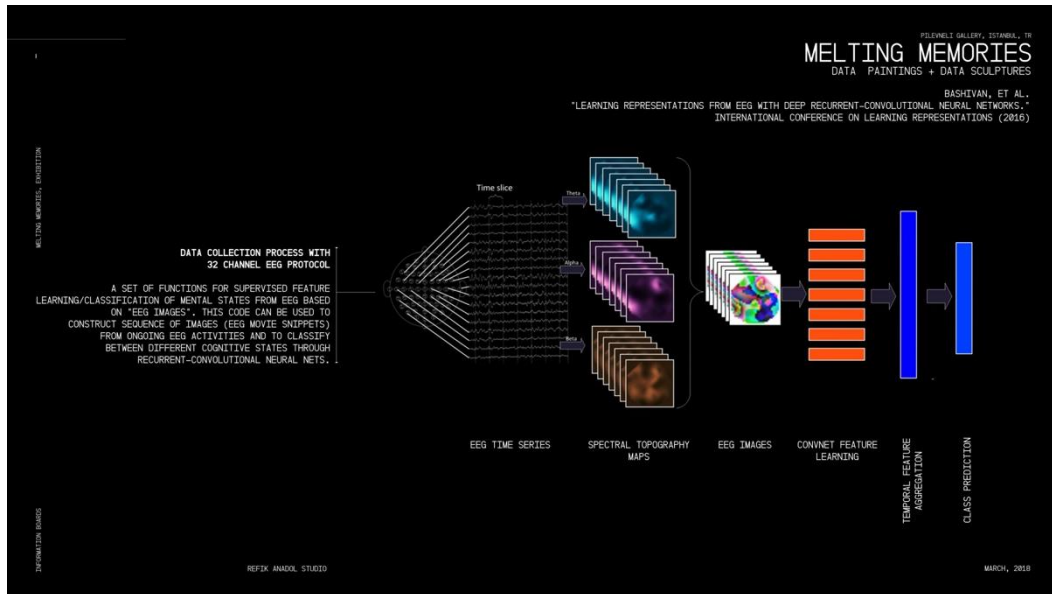 PILEVNELI GALLERY, ISTANBUL, TR
MELTING MEMORIES
DATA PAINTINGS + DATA SCULPTURES
BASHIVAN, ET AL.
"LEARNING REPRESENTATIONS FROM EEG WITH DEEP RECURRENT-CONVOLUTIONAL NEURAL NETWORKS."
INTERNATIONAL CONFERENCE ON LEARNING REPRESENTATIONS (2016)
MELTING MEMORIES, EXHIBITION
DATA COLLECTION PROCESS WITH
32 CHANNEL EEG PROTOCOL
A SET OF FUNCTIONS FOR SUPERVISED FEATURE
LEARNING/CLASSIFICATION OF MENTAL STATES FROM EEG BASED
ON "EEG IMAGES". THIS CODE CAN BE USED TO
CONSTRUCT SEQUENCE OF IMAGES (EEG MOVIE SNIPPETS)
FROM ONGOING EEG ACTIVITIES AND TO CLASSIFY
BETWEEN DIFFERENT COGNITIVE STATES THROUGH
RECURRENT-CONVOLUTIONAL NEURAL NETS.
Time slice
Theta
Alpha
Beta
EEG TIME SERIES
SPECTRAL TOPOGRAPHY
MAPS
EEG IMAGES
CONVNET FEATURE
LEARNING
TEMPORAL FEATURE
AGGREGATION
CLASS PREDICTION
INFORMATION BOARDS
REFIK ANADOL STUDIO
MARCH, 2018